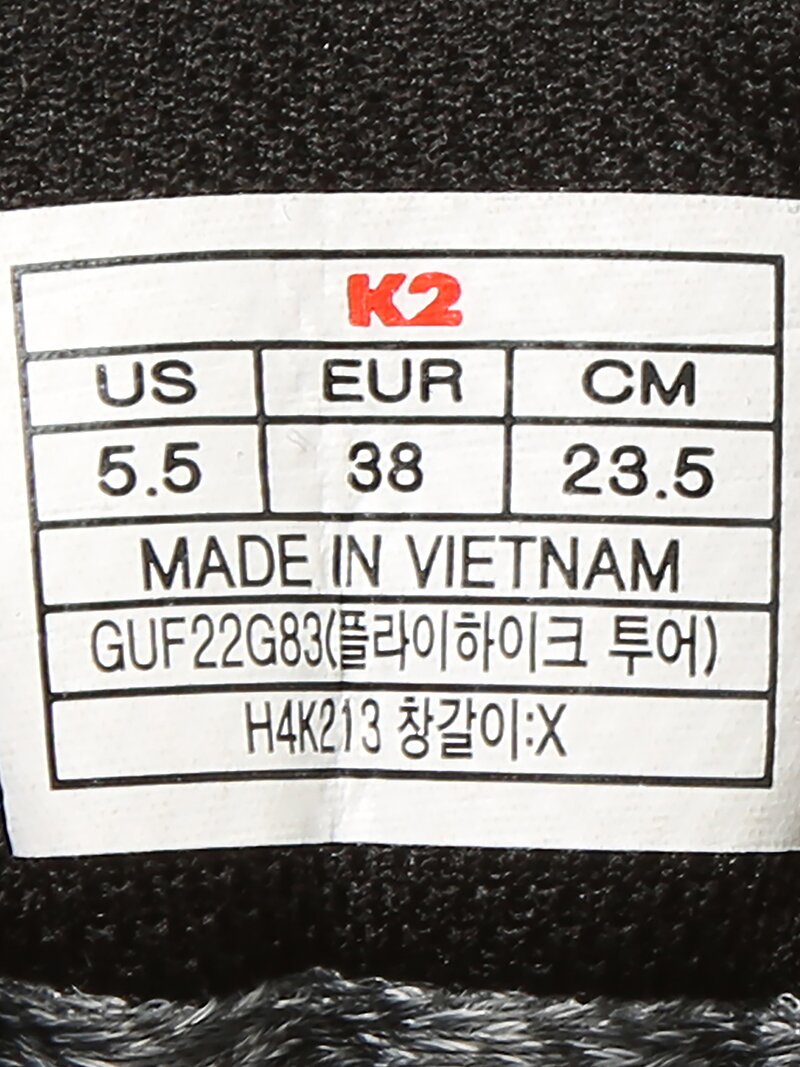 K2
US EUR CM
5.5 38 23.5
MADE IN VIETNAM
GUF22G83(플라이하이크 투어)
H4K213 창갈이:X